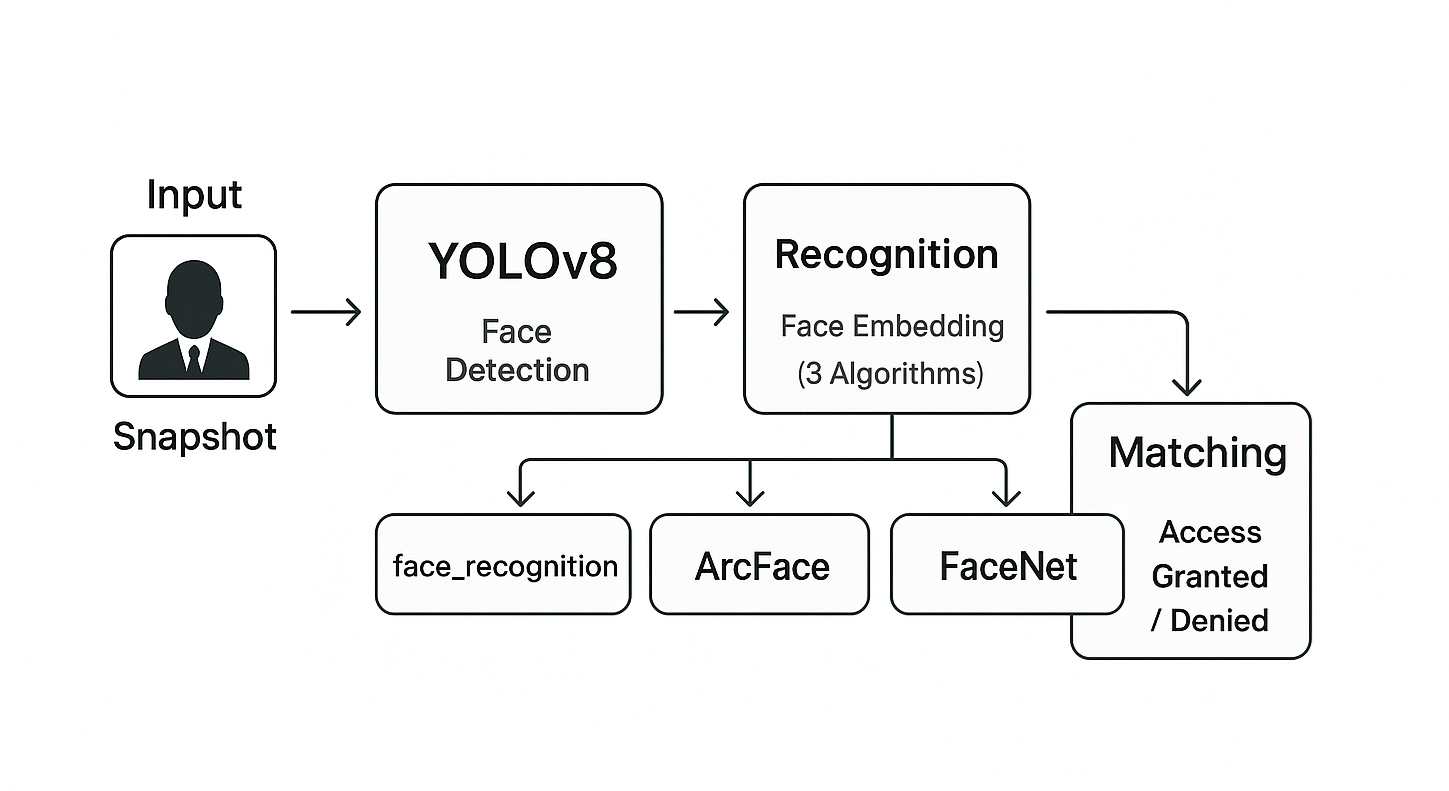 Input
Snapshot
YOLOv8
Face
Detection
Recognition
Face Embedding
(3 Algorithms)
face_recognition
ArcFace
FaceNet
Matching
Access
Granted
/ Denied